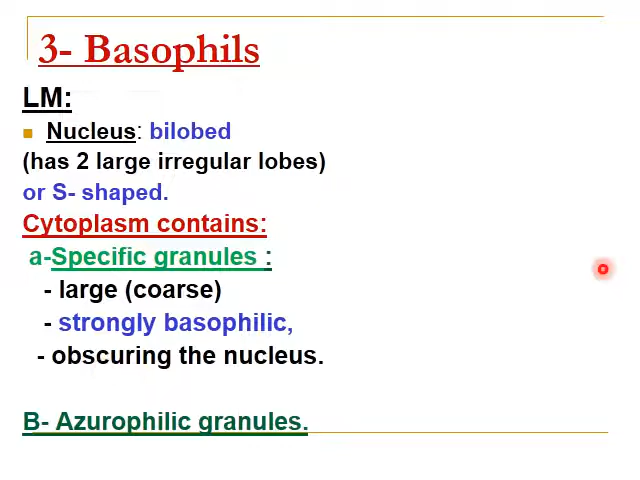 3- Basophils
LM:
Nucleus: bilobed
(has 2 large irregular lobes)
or S- shaped.
Cytoplasm contains:
a-Specific granules :
- large (coarse)
- strongly basophilic,
- obscuring the nucleus.
B- Azurophilic granules.